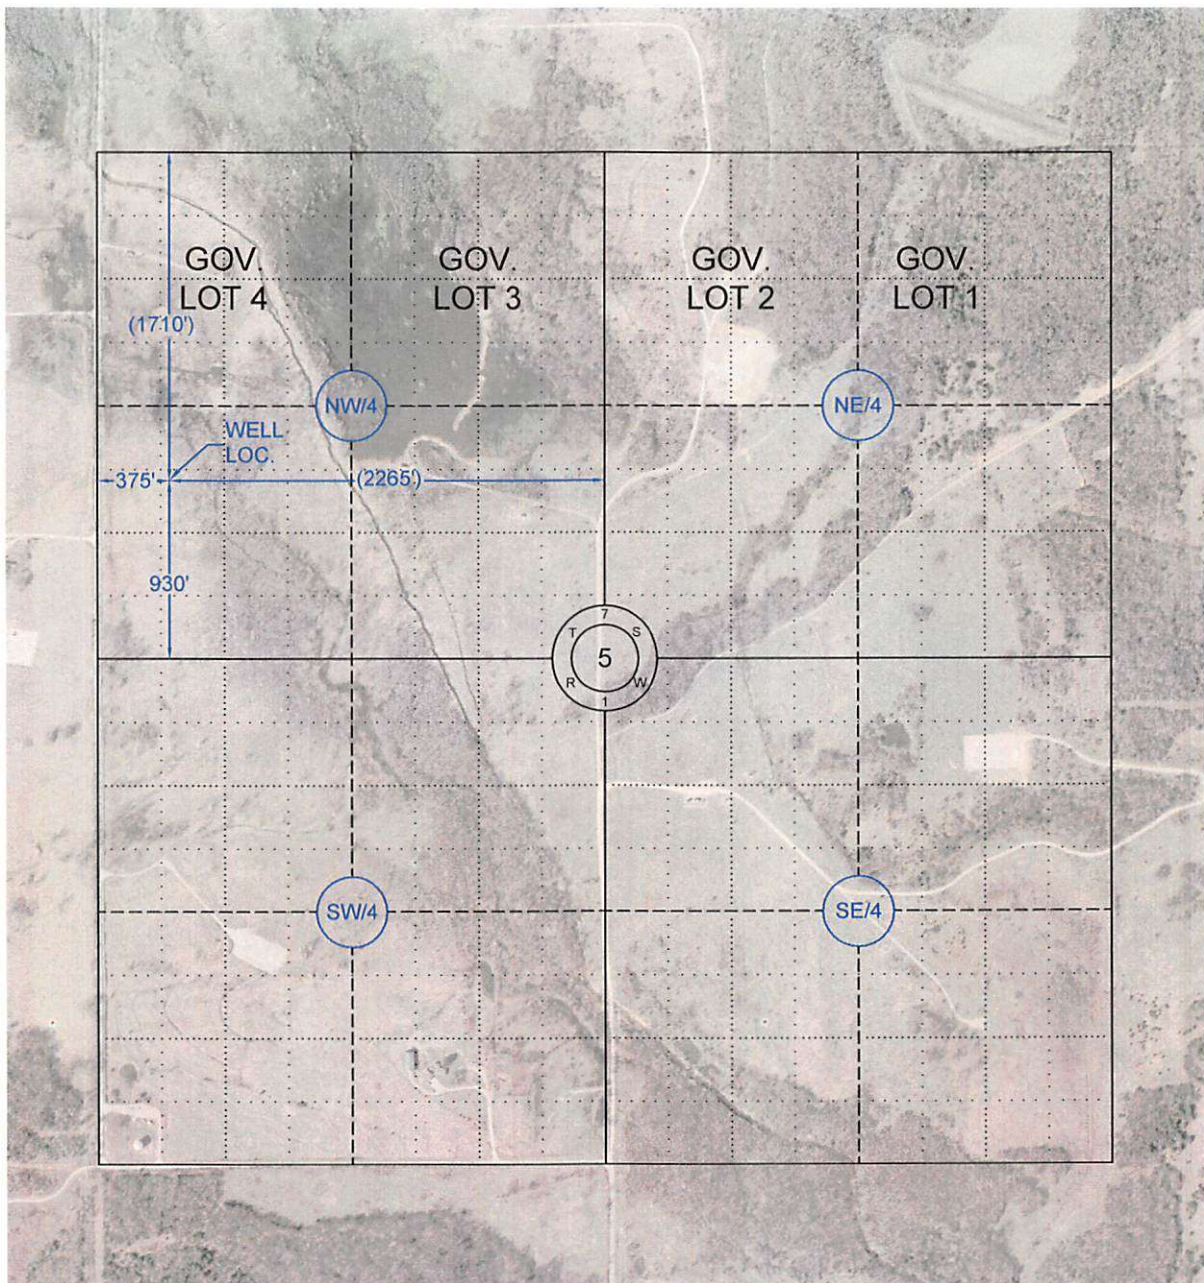 GOV.
LOT 4
GOV.
LOT 3
GOV.
LOT 2
GOV.
LOT 1
(1710')
NW/4
NE/4
WELL
LOC.
375'
(2265')
930'
7
T S
5
R W
1
SW/4
SE/4